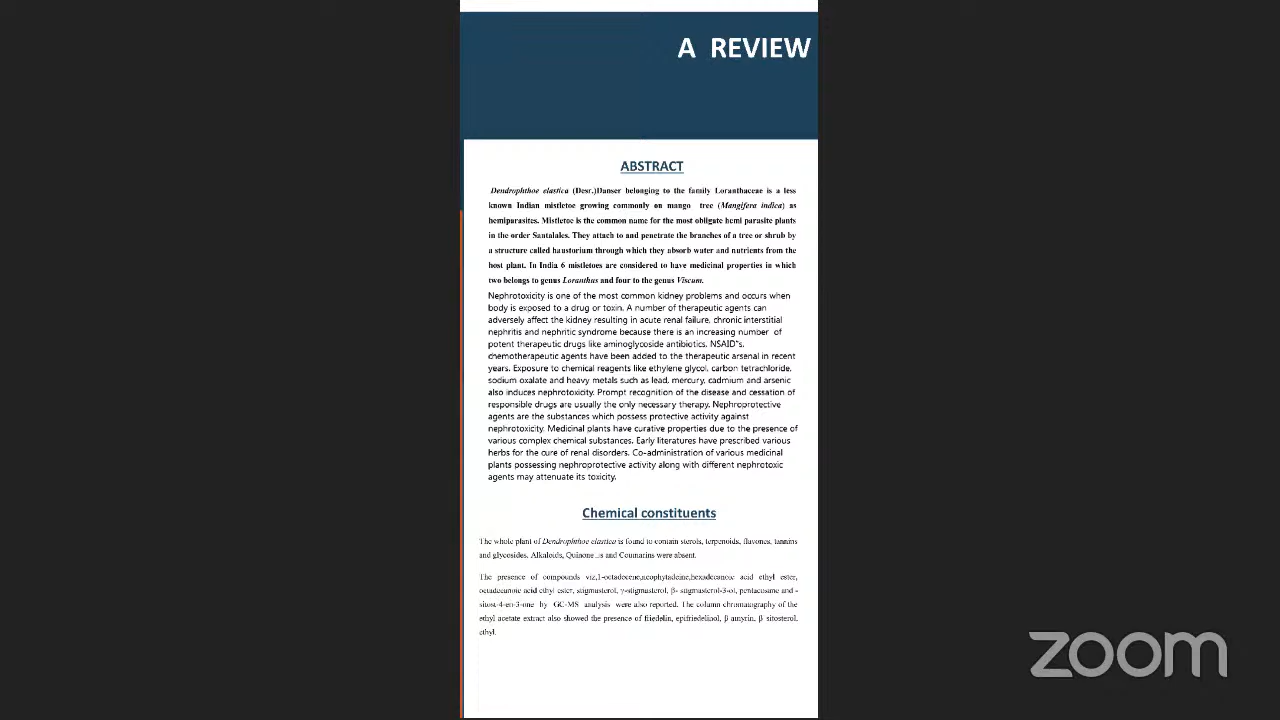 A REVIEW
ABSTRACT
Dendrophthoe elastica (Desr.)Danser belonging to the family Loranthaceae is a less
known Indian mistletoe growing commonly on mango tree (Mangifera indica) as
hemiparasites. Mistletoe is the common name for the most obligate hemi parasite plants
in the order Santalales. They attach to and penetrate the branches of a tree or shrub by
a structure called haustorium through which they absorb water and nutrients from the
host plant. In India 6 mistletoes are considered to have medicinal properties in which
two belongs to genus Loranthus and four to the genus Viscum.
Nephrotoxicity is one of the most common kidney problems and occurs when
body is exposed to a drug or toxin. A number of therapeutic agents can
adversely affect the kidney resulting in acute renal failure, chronic interstitial
nephritis and nephritic syndrome because there is an increasing number of
potent therapeutic drugs like aminoglycoside antibiotics, NSAID"s,
chemotherapeutic agents have been added to the therapeutic arsenal in recent
years. Exposure to chemical reagents like ethylene glycol, carbon tetrachloride,
sodium oxalate and heavy metals such as lead, mercury, cadmium and arsenic
also induces nephrotoxicity. Prompt recognition of the disease and cessation of
responsible drugs are usually the only necessary therapy. Nephroprotective
agents are the substances which possess protective activity against
nephrotoxicity. Medicinal plants have curative properties due to the presence of
various complex chemical substances. Early literatures have prescribed various
herbs for the cure of renal disorders. Co-administration of various medicinal
plants possessing nephroprotective activity along with different nephrotoxic
agents may attenuate its toxicity.
Chemical constituents
The whole plant of Dendrophthoe elastica is found to contain sterols, terpenoids, flavones, tannins
and glycosides. Alkaloids, and Coumarins were absent.
The presence of compounds viz,1-octadecene,neophytadeine,hexadecanoic acid ethyl ester,
octadecanoic acid ethyl ester, stigmasterol, γ-sitgmasterol, β- stigmasterol-3-ol, pentacosane and -
sitost-4-en-3-one by GC-MS analysis were also reported. The column chromatography of the
ethyl acetate extract also showed the presence of friedelin, epifriedelinol, β amyrin, β sitosterol,
ethyl.
zoom